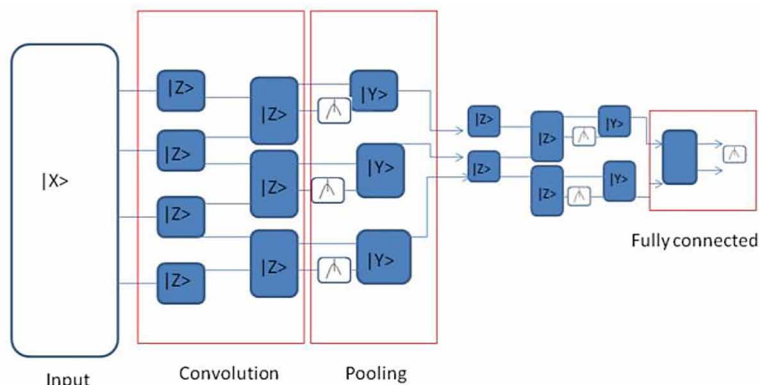 |X>
|Z>
|Z>
|Z>
|Z>
|Z>
|Z>
|Z>
|Y>
|Y>
|Y>
|Z>
|Z>
|Z>
|Z>
|Y>
|Y>
Fully connected
Input
Convolution
Pooling